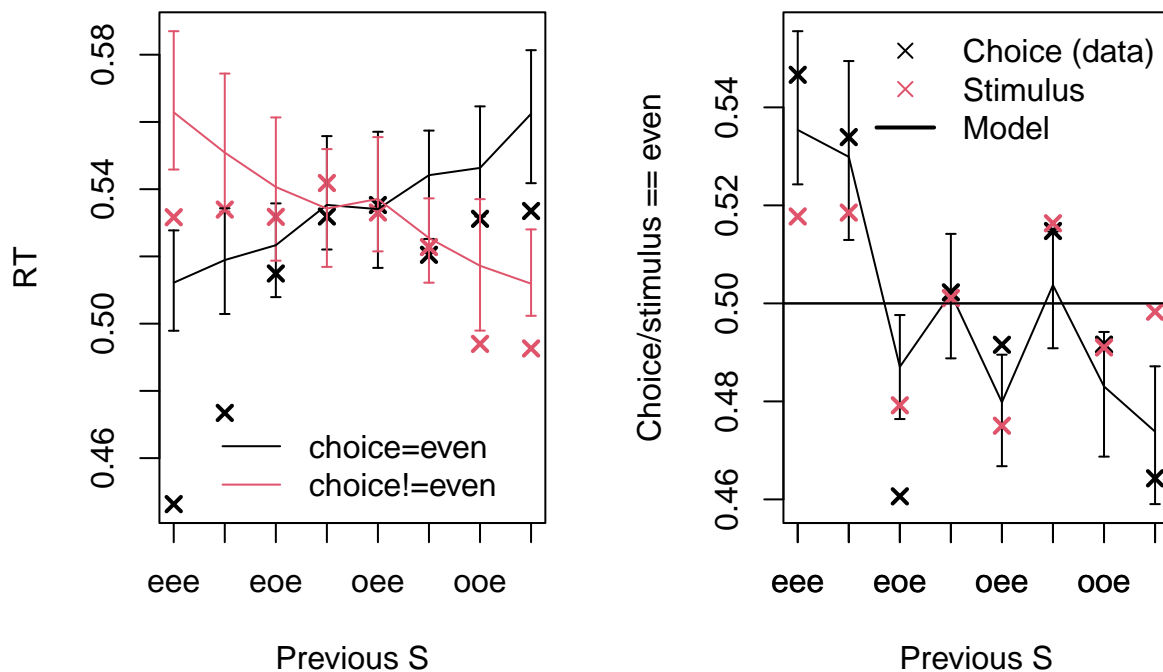 RT
0.58
0.54
0.50
0.46
choice=even
choice!=even
eee
eoe
oee
ooe
Previous S
Choice/stimulus == even
0.54
0.52
0.50
0.48
0.46
Choice (data)
Stimulus
Model
eee
eoe
oee
ooe
Previous S